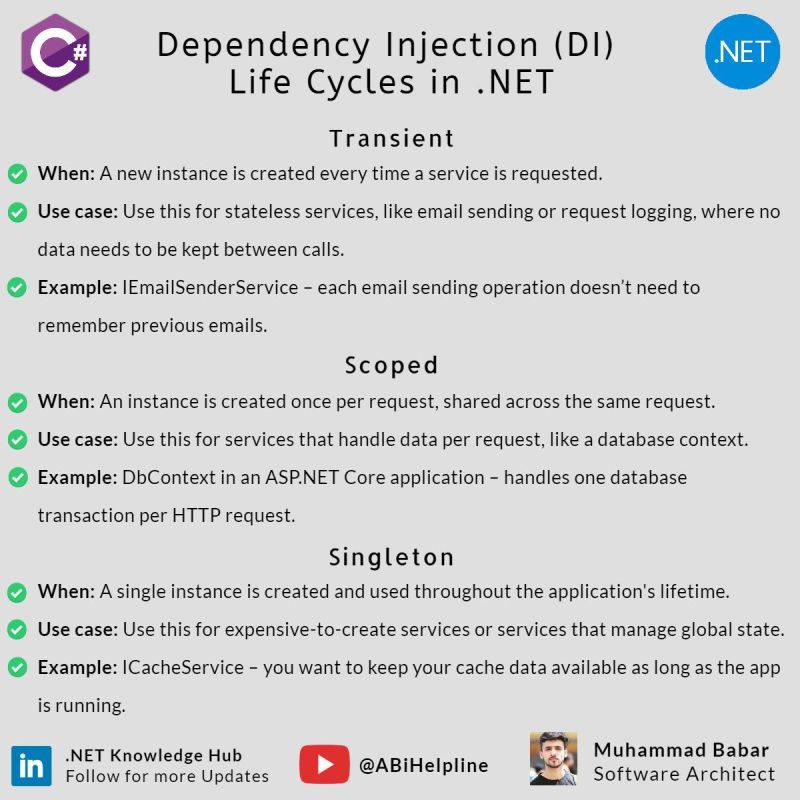 C#
Dependency Injection (DI)
Life Cycles in .NET
.NET
Transient
When: A new instance is created every time a service is requested.
Use case: Use this for stateless services, like email sending or request logging, where no
data needs to be kept between calls.
Example: IEmailSenderService – each email sending operation doesn’t need to
remember previous emails.
Scoped
When: An instance is created once per request, shared across the same request.
Use case: Use this for services that handle data per request, like a database context.
Example: DbContext in an ASP.NET Core application – handles one database
transaction per HTTP request.
Singleton
When: A single instance is created and used throughout the application's lifetime.
Use case: Use this for expensive-to-create services or services that manage global state.
Example: ICacheService – you want to keep your cache data available as long as the app
is running.
in
.NET Knowledge Hub
Follow for more Updates
@ABiHelpline
Muhammad Babar
Software Architect